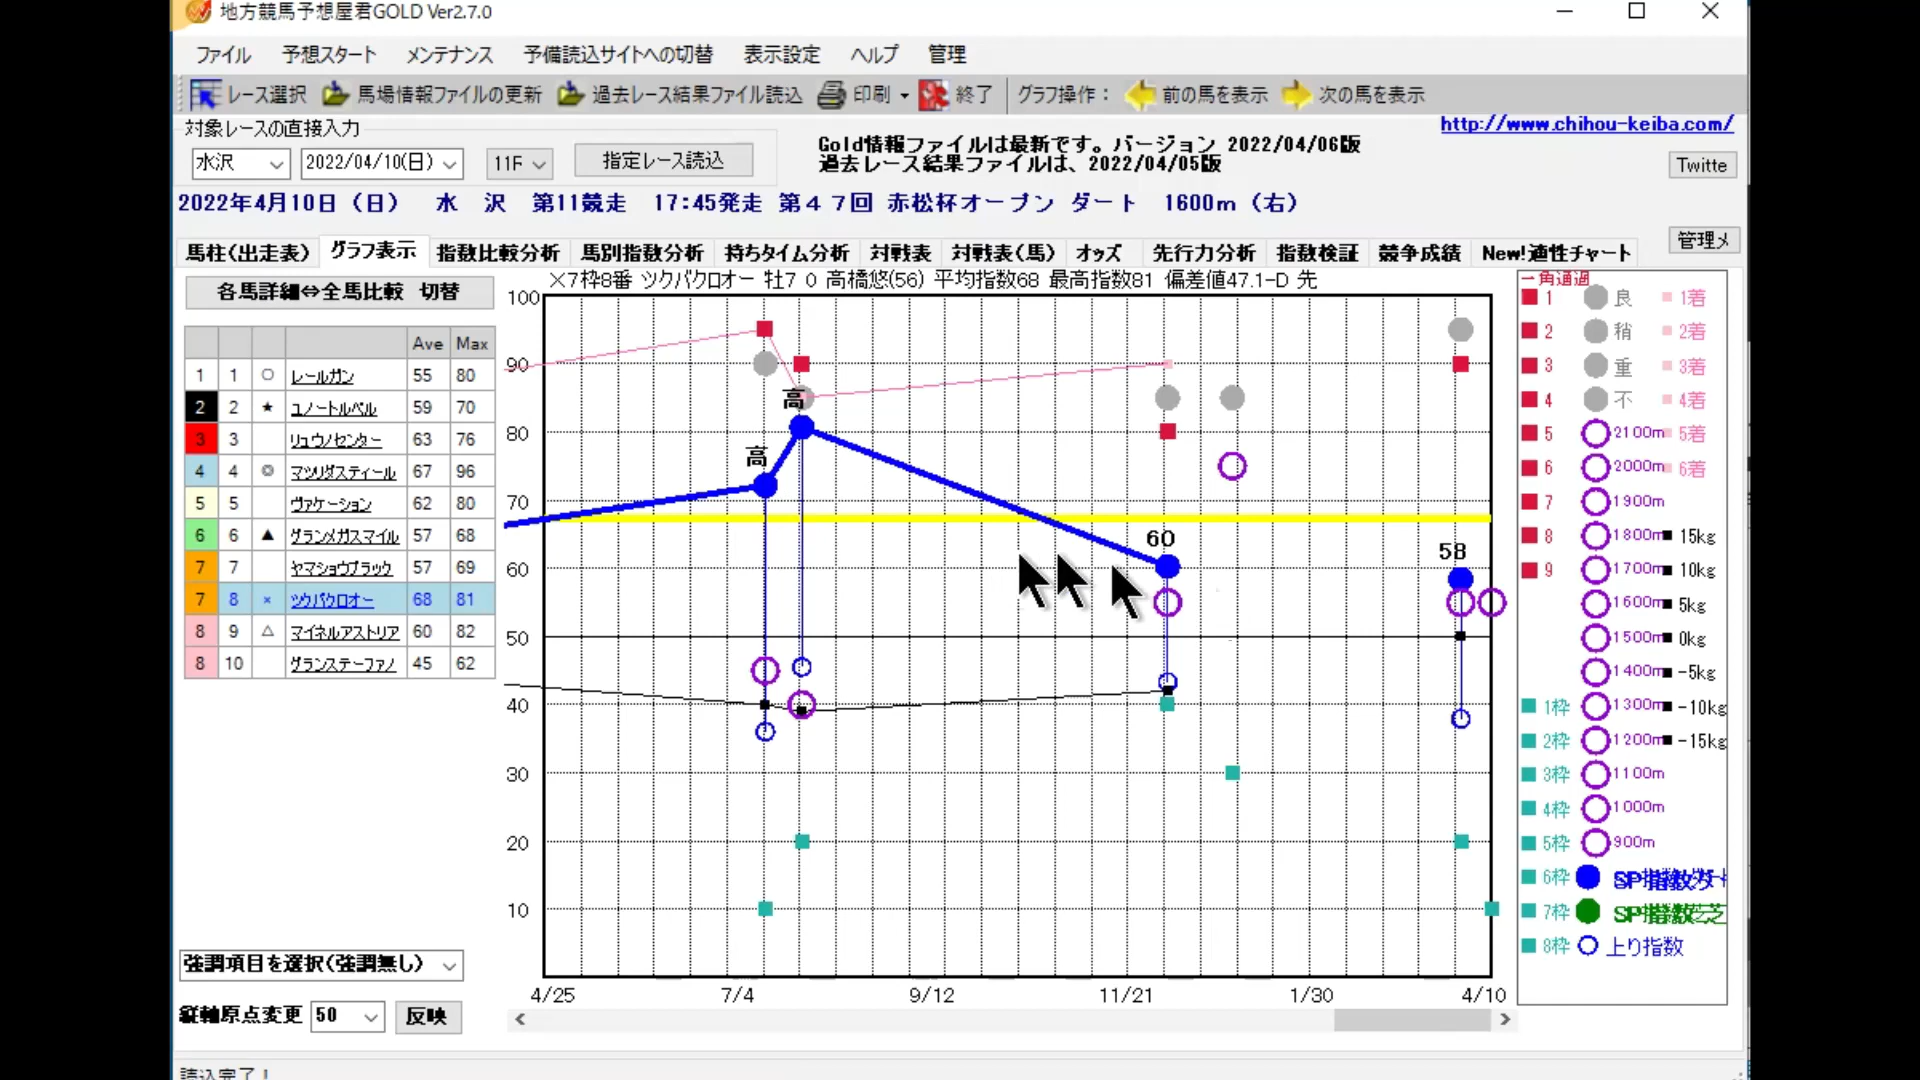 地方競馬予想屋君GOLD Ver2.7.0
ファイル 予想スタート メンテナンス 予備読込サイトへの切替 表示設定 ヘルプ 管理
レース選択 馬場情報ファイルの更新 過去レース結果ファイル読込 印刷 終了 グラフ操作： 前の馬を表示 次の馬を表示
対象レースの直接入力
http://www.chihou-keiba.com/
水沢 2022/04/10(日) 11R 指定レース読込
Gold情報ファイルは最新です。バージョン 2022/04/06版
過去レース結果ファイルは、2022/04/05版
Twitte
2022年4月10日（日） 水 沢 第11競走 17:45発走 第４７回 赤松杯オープン ダート 1600m（右）
管理メ
馬柱(出走表) グラフ表示 指数比較分析 馬別指数分析 持ちタイム分析 対戦表 対戦表(馬) オッズ 先行力分析 指数検証 競争成績 New!適性チャート
各馬詳細⇔全馬比較 切替
×7枠8番 ツクバクロオー 牡7 0 高橋悠(56) 平均指数68 最高指数81 偏差値47.1-D 先
Ave Max
1 1 ○ レールガン 55 80
2 2 ★ ユノートルベル 59 70
3 3 リュウノセンター 63 76
4 4 ◎ マツリダスティール 67 96
5 5 ヴァケーション 62 80
6 6 ▲ グランメガスマイル 57 68
7 7 ヤマショウブラック 57 69
7 8 × ツクバクロオー 68 81
8 9 △ マイネルアストリア 60 82
8 10 グランステーファノ 45 62
100
90
80
70
60
50
40
30
20
10
高
高
60
58
4/25 7/4 9/12 11/21 1/30 4/10
一角通過
1 良 1着
2 稍 2着
3 重 3着
4 不 4着
5 2100m 5着
6 2000m 6着
7 1900m
8 1800m 15kg
9 1700m 10kg
1600m 5kg
1500m 0kg
1400m -5kg
1枠 1300m -10kg
2枠 1200m -15kg
3枠 1100m
4枠 1000m
5枠 900m
6枠 SP指数
7枠 SP指数芝
8枠 上り指数
強調項目を選択(強調無し)
縦軸原点変更 50 反映
読込完了！